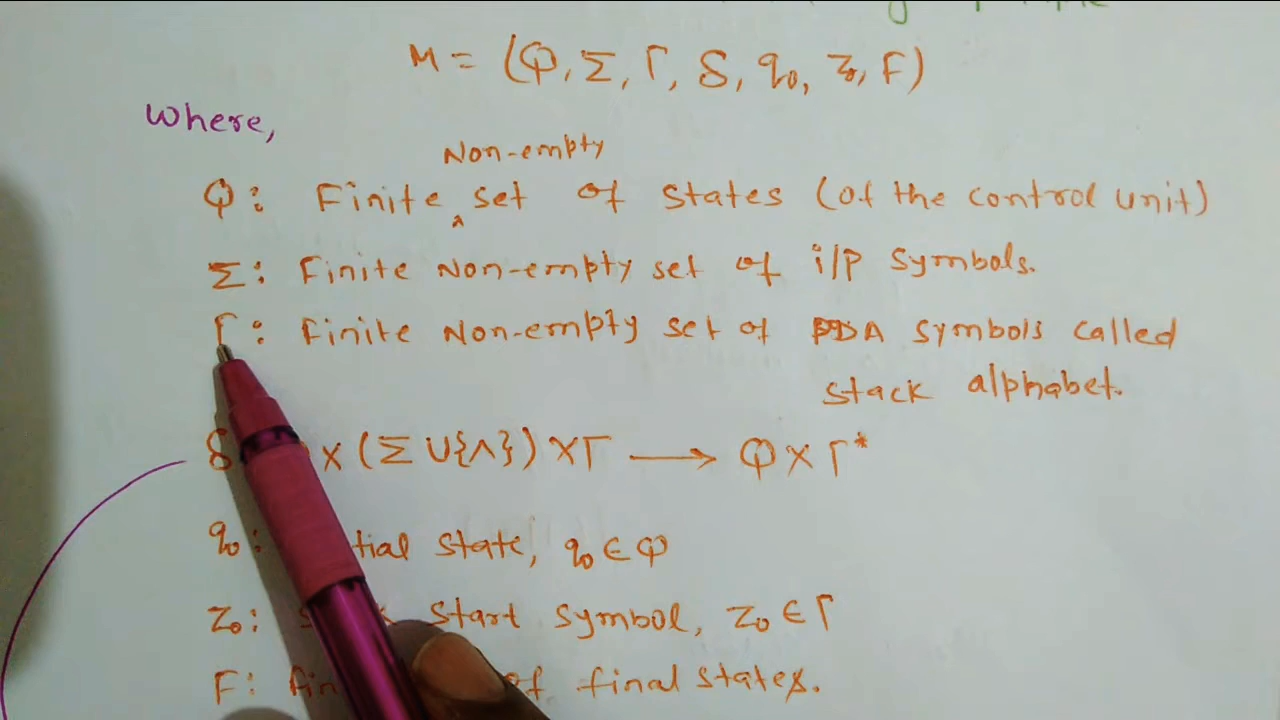 M = (Q, Σ, Γ, δ, q₀, z₀, F)
Where,
Non-empty
Q: Finite ^ set of states (of the control unit)
Σ: Finite Non-empty set of i/p symbols.
Γ: Finite Non-empty set of PDA symbols called
stack alphabet.
δ x (Σ ∪ {Λ}) x Γ ⟶ Q x Γ*
q₀: state, q₀ ∈ Q
Z₀: start symbol, Z₀ ∈ Γ
F: of final states.